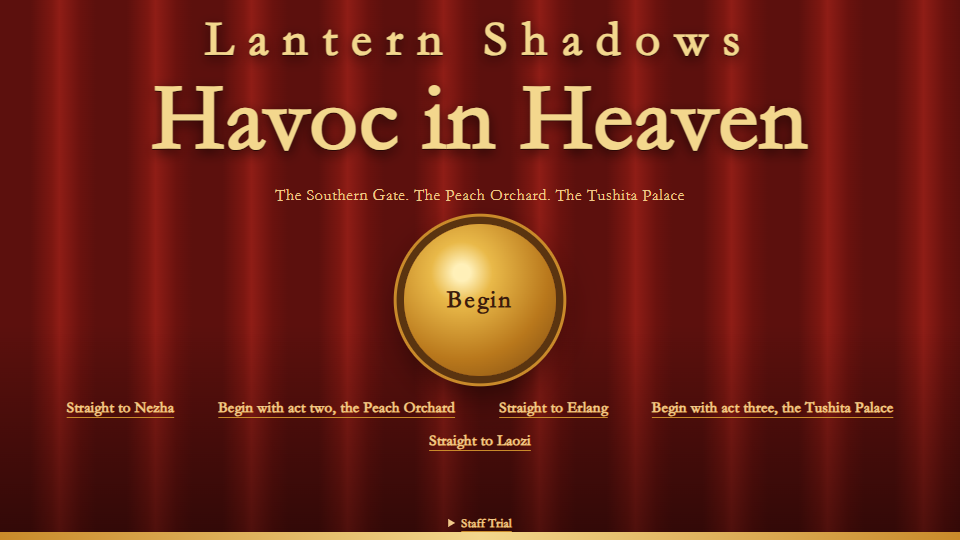 Lantern Shadows
Havoc in Heaven
The Southern Gate. The Peach Orchard. The Tushita Palace
Begin
Straight to Nezha
Begin with act two, the Peach Orchard
Straight to Erlang
Begin with act three, the Tushita Palace
Straight to Laozi
Staff Trial